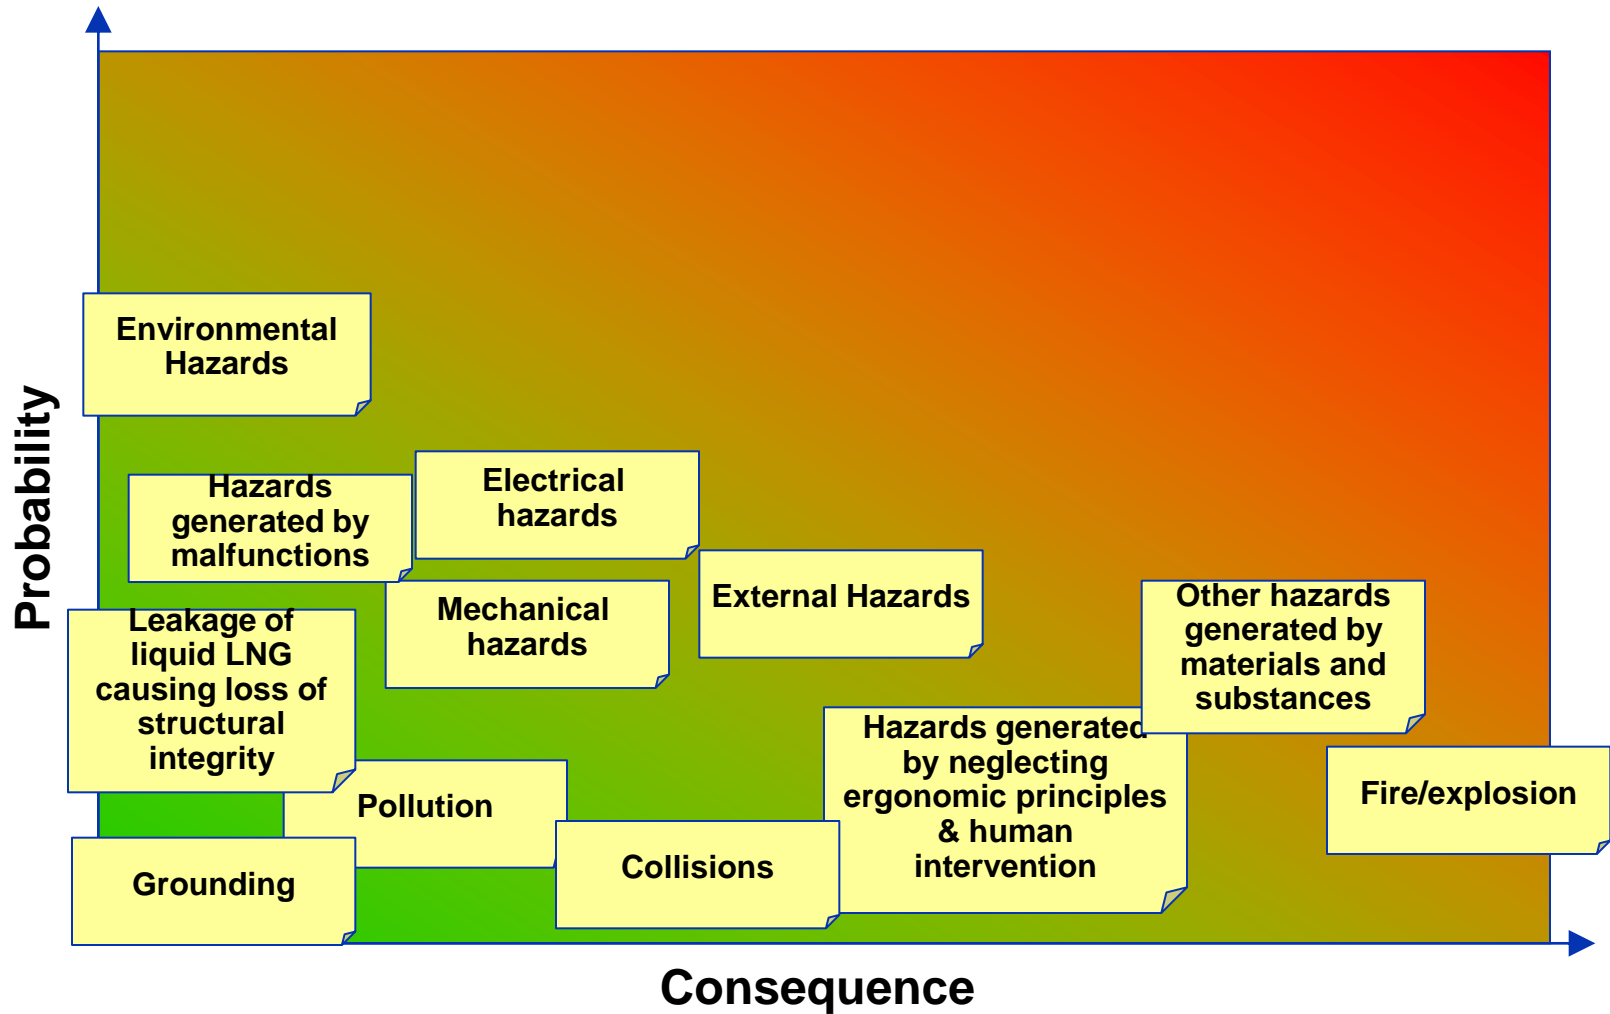 Probability
Environmental
Hazards
Hazards
generated by
malfunctions
Electrical
hazards
Mechanical
hazards
External Hazards
Other hazards
generated by
materials and
substances
Leakage of
liquid LNG
causing loss of
structural
integrity
Hazards generated
by neglecting
ergonomic principles
& human
intervention
Fire/explosion
Pollution
Collisions
Grounding
Consequence